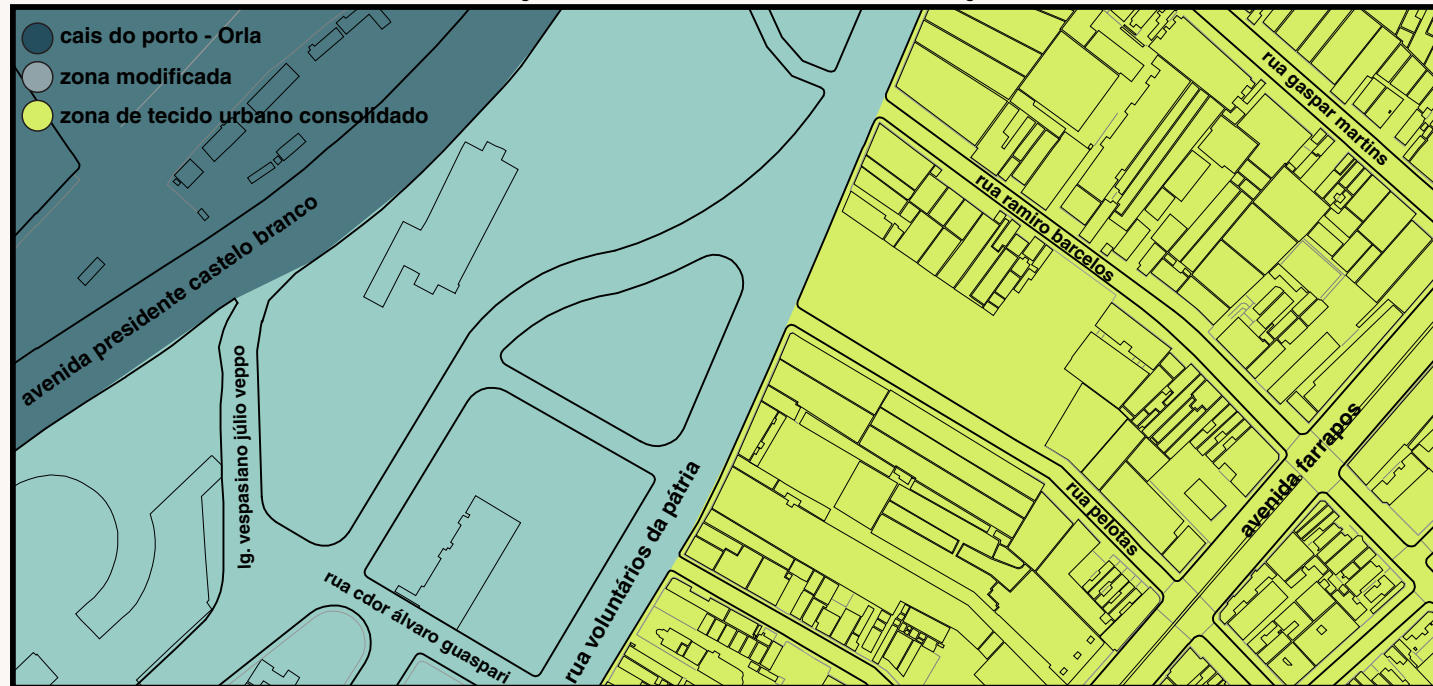 cais do porto - Orla
zona modificada
zona de tecido urbano consolidado
rua gaspar martins
rua ramiro barcelos
avenida presidente castelo branco
lg. vespasiano júlio veppo
avenida farrapos
rua pelotas
rua voluntários da pátria
rua cdor álvaro guaspari